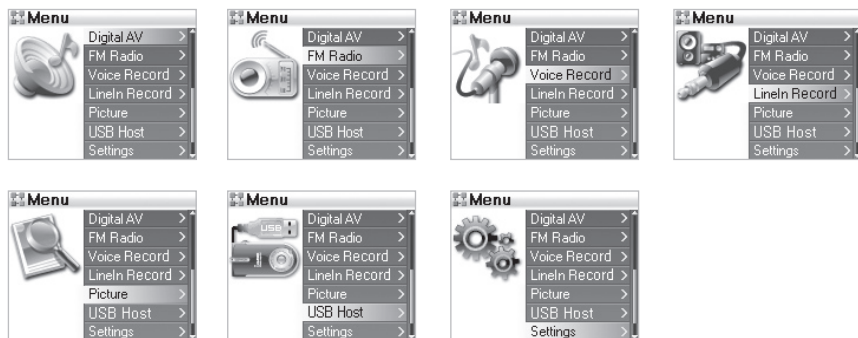 Menu
Digital AV >
FM Radio >
Voice Record >
LineIn Record >
Picture >
USB Host >
Settings >
Menu
Digital AV >
FM Radio >
Voice Record >
LineIn Record >
Picture >
USB Host >
Settings >
Menu
Digital AV >
FM Radio >
Voice Record >
LineIn Record >
Picture >
USB Host >
Settings >
Menu
Digital AV >
FM Radio >
Voice Record >
LineIn Record >
Picture >
USB Host >
Settings >
Menu
Digital AV >
FM Radio >
Voice Record >
LineIn Record >
Picture >
USB Host >
Settings >
Menu
USB
Digital AV >
FM Radio >
Voice Record >
LineIn Record >
Picture >
USB Host >
Settings >
Menu
Digital AV >
FM Radio >
Voice Record >
LineIn Record >
Picture >
USB Host >
Settings >